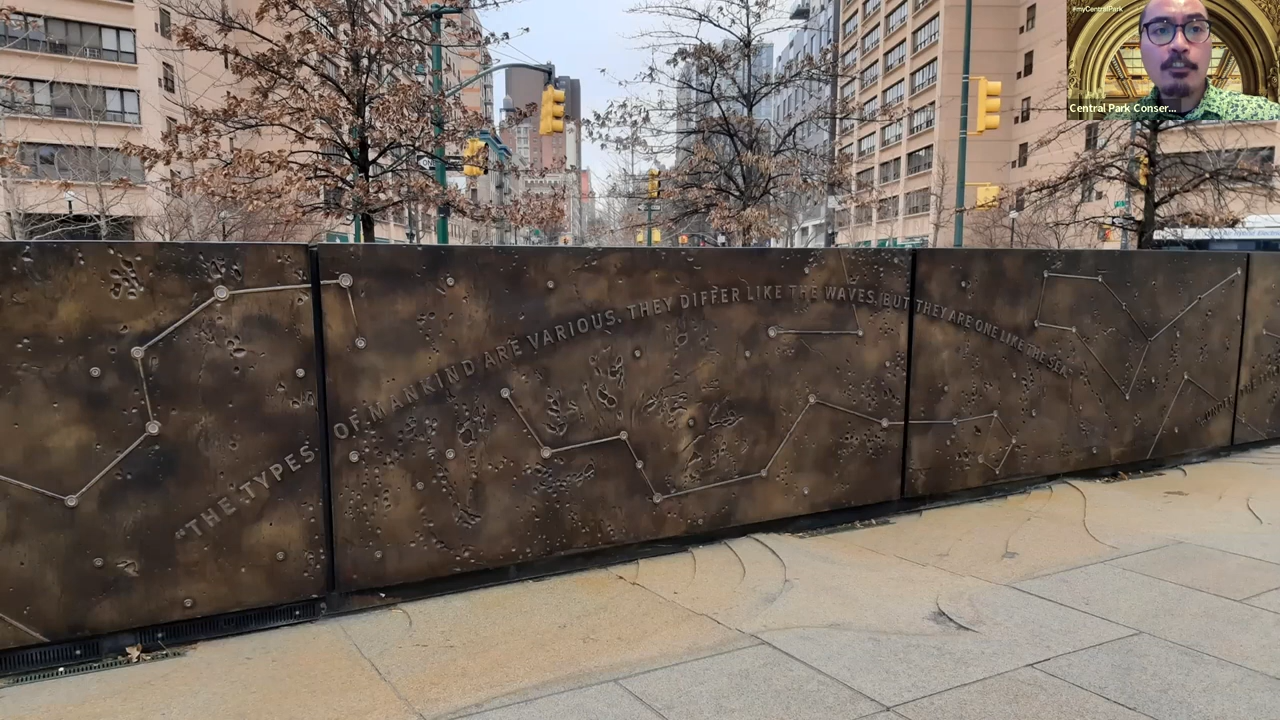 #myCentralPark
Central Park Conser...
ON
"THE TYPES OF MANKIND ARE VARIOUS. THEY DIFFER LIKE THE WAVES, BUT THEY ARE ONE LIKE THE SEA."